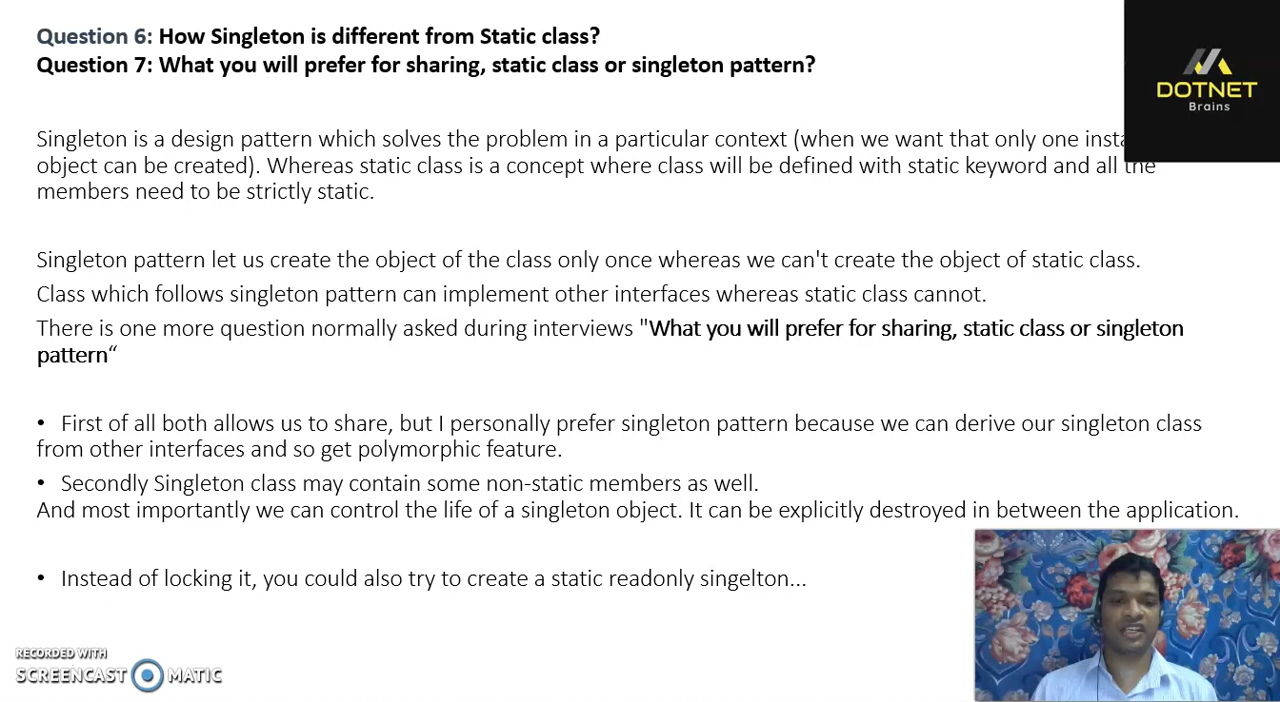 Question 6: How Singleton is different from Static class?
Question 7: What you will prefer for sharing, static class or singleton pattern?
DOTNET
Brains
Singleton is a design pattern which solves the problem in a particular context (when we want that only one
object can be created). Whereas static class is a concept where class will be defined with static keyword and all the
members need to be strictly static.
Singleton pattern let us create the object of the class only once whereas we can't create the object of static class.
Class which follows singleton pattern can implement other interfaces whereas static class cannot.
There is one more question normally asked during interviews "What you will prefer for sharing, static class or singleton
pattern“
• First of all both allows us to share, but I personally prefer singleton pattern because we can derive our singleton class
from other interfaces and so get polymorphic feature.
• Secondly Singleton class may contain some non-static members as well.
And most importantly we can control the life of a singleton object. It can be explicitly destroyed in between the application.
• Instead of locking it, you could also try to create a static readonly singelton...
RECORDED WITH
SCREENCAST MATIC